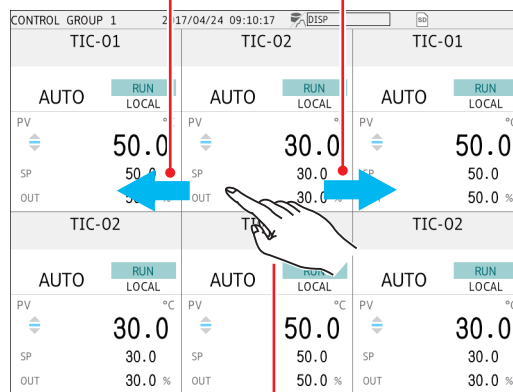 CONTROL GROUP 1 2017/04/24 09:10:17 DISP SD
TIC-01 TIC-02 TIC-01
AUTO RUN AUTO RUN AUTO RUN
LOCAL LOCAL LOCAL
PV PV PV
50.0 30.0 50.0
SP 50.0 SP 30.0 SP 50.0
OUT OUT 30.0 % 50.0 %
TIC-02 TIC-02
AUTO RUN AUTO RUN AUTO RUN
LOCAL LOCAL LOCAL
PV °C PV °C PV °C
30.0 50.0 30.0
SP 30.0 SP 50.0 SP 30.0
OUT 30.0 % OUT 50.0 % OUT 30.0 %